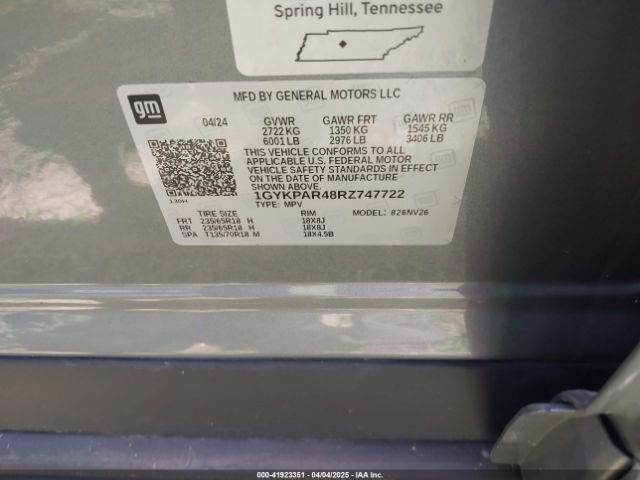 Spring Hill, Tennessee
gm
MFD BY GENERAL MOTORS LLC
04/24 GVWR GAWR FRT GAWR RR
2722 KG 1350 KG 1545 KG
6001 LB 2976 LB 3406 LB
THIS VEHICLE CONFORMS TO ALL
APPLICABLE U.S. FEDERAL MOTOR
VEHICLE SAFETY STANDARDS IN EFFECT
ON THE DATE OF MANUFACTURE
1GYKPAR48RZ747722
TYPE: MPV
TIRE SIZE RIM MODEL: 826NV26
FRT 235/65R18 H 18X8J
RR 235/65R18 H 18X8J
SPA T135/70R18 M 18X4.5B
000-41923351 - 04/04/2025 - IAA Inc.